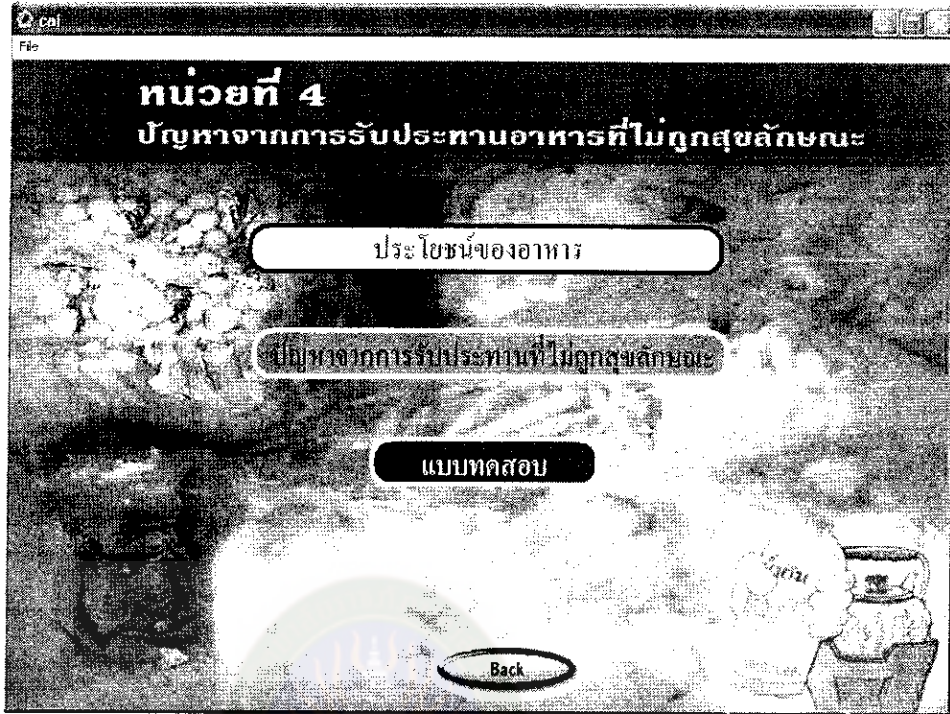 cai
File
หน่วยที่ 4
ปัญหาจากการรับประทานอาหารที่ไม่ถูกสุขลักษณะ
ประโยชน์ของอาหาร
ปัญหาจากการรับประทานที่ไม่ถูกสุขลักษณะ
แบบทดสอบ
Back